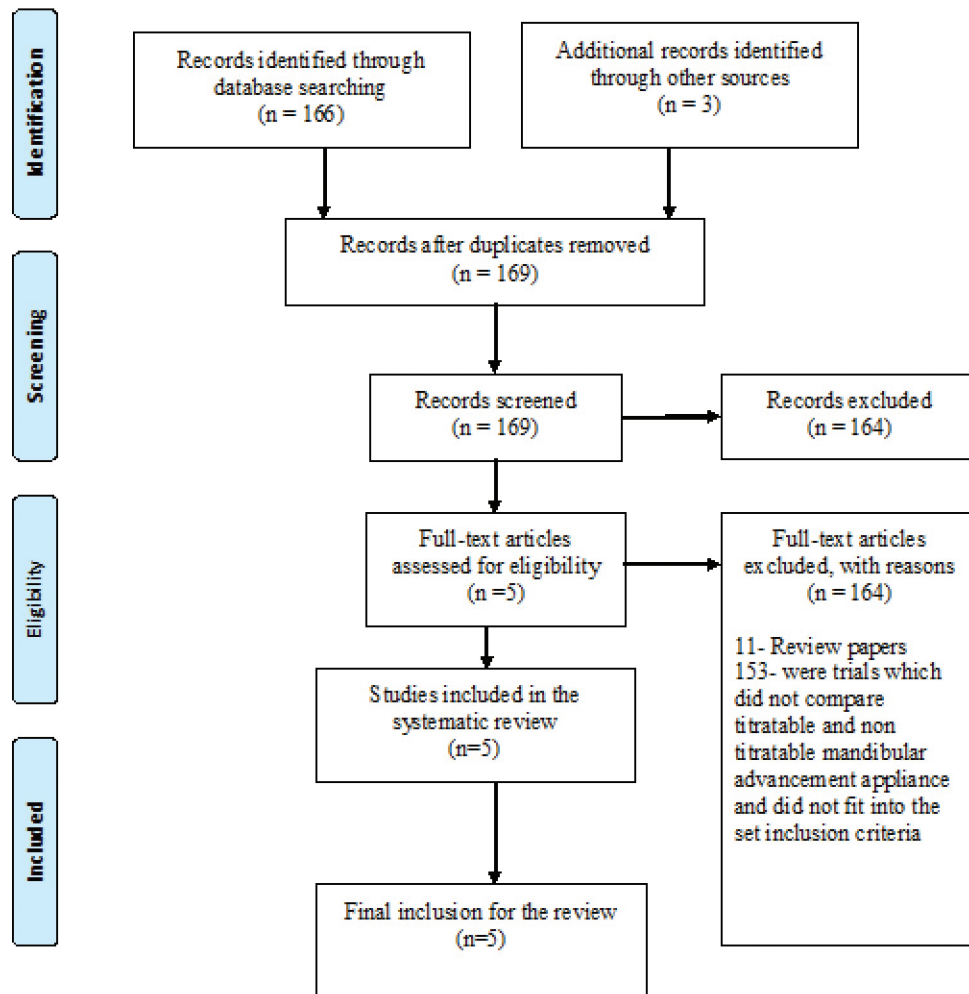 Identification
Records identified through
database searching
(n = 166)
Additional records identified
through other sources
(n = 3)
Records after duplicates removed
(n = 169)
Screening
Records screened
(n = 169)
Records excluded
(n = 164)
Eligibility
Full-text articles
assessed for eligibility
(n =5)
Full-text articles
excluded, with reasons
(n = 164)
11- Review papers
153- were trials which
did not compare
titratable and non
titratable mandibular
advancement appliance
and did not fit into the
set inclusion criteria
Studies included in the
systematic review
(n=5)
Included
Final inclusion for the review
(n=5)